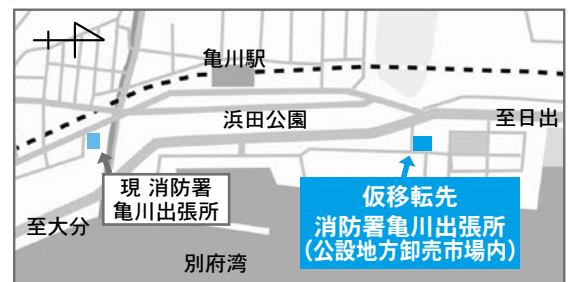 亀川駅
浜田公園
至日出
現 消防署
亀川出張所
仮移転先
消防署亀川出張所
(公設地方卸売市場内)
至大分
別府湾